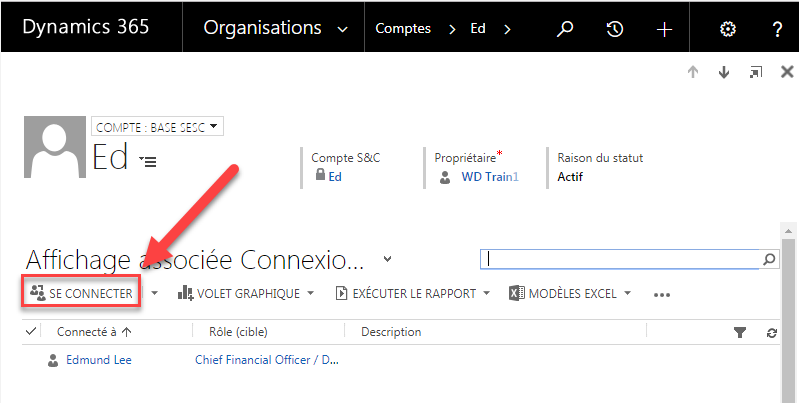 Dynamics 365 Organisations Comptes > Ed >
COMPTE : BASE SESC
Ed
Compte S&C Propriétaire* Raison du statut
Ed WD Train1 Actif
Affichage associée Connexio...
SE CONNECTER VOLET GRAPHIQUE EXÉCUTER LE RAPPORT MODÈLES EXCEL ...
Connecté à Rôle (cible) Description
Edmund Lee Chief Financial Officer / D...